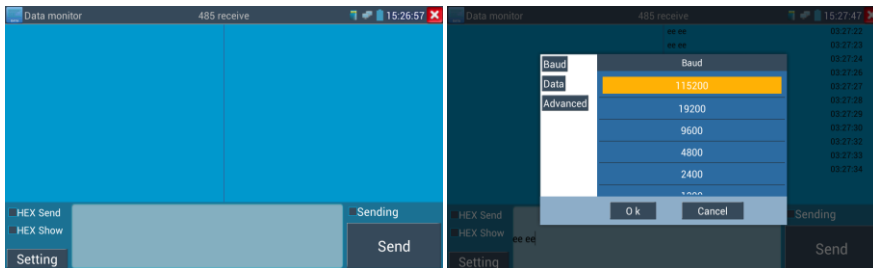 Data monitor 485 receive 15:26:57
HEX Send Sending
HEX Show
Send
Setting
Data monitor 485 receive 15:27:47
ee ee 03:27:22
ee ee 03:27:23
03:27:24
03:27:26
03:27:27
03:27:28
03:27:29
03:27:30
03:27:32
03:27:33
03:27:34
Baud Baud
Data 115200
Advanced 19200
9600
4800
2400
1200
Ok Cancel
HEX Send Sending
HEX Show ee ee
Send
Setting